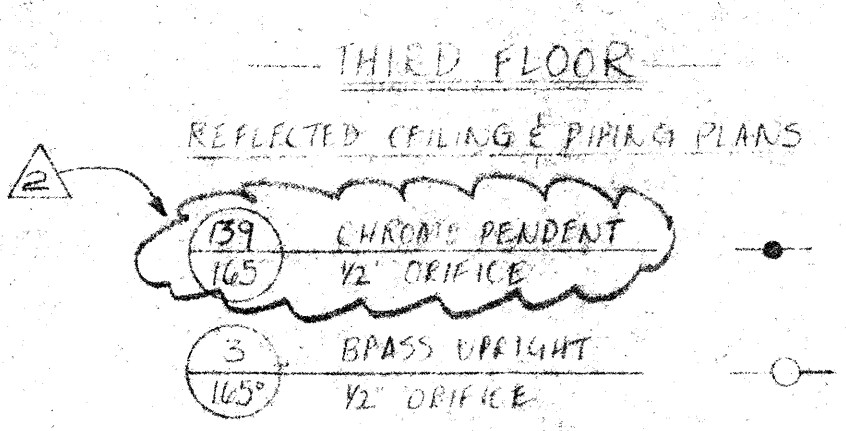 THIRD FLOOR
REFLECTED CEILING & PIPING PLANS
2
139 CHROME PENDENT
165 1/2" ORIFICE
3 BRASS UPRIGHT
165° 1/2" ORIFICE